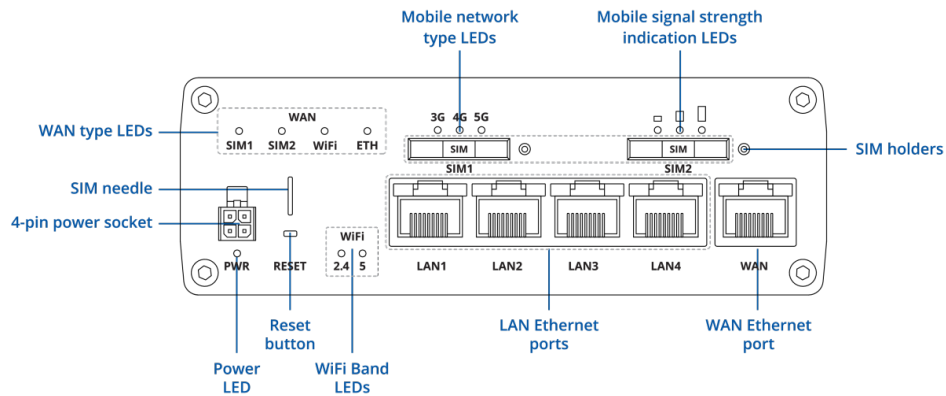 Mobile network
type LEDs
Mobile signal strength
indication LEDs
WAN type LEDs
WAN
SIM1 SIM2 WiFi ETH
3G 4G 5G
SIM
SIM1
SIM
SIM2
SIM holders
SIM needle
4-pin power socket
PWR
RESET
WiFi
2.4 5
LAN1 LAN2 LAN3 LAN4 WAN
Reset
button
Power
LED
WiFi Band
LEDs
LAN Ethernet
ports
WAN Ethernet
port